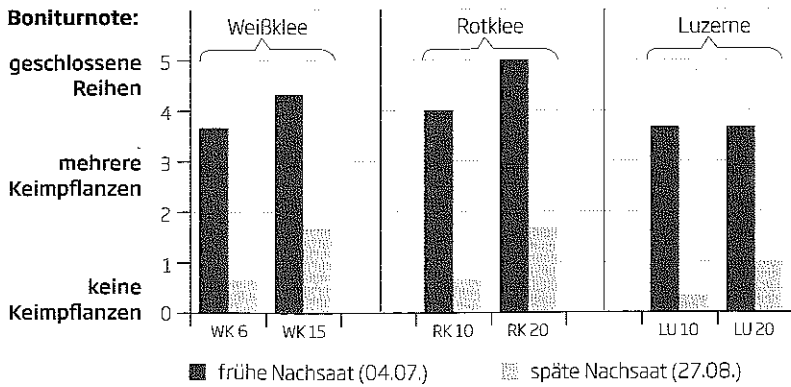 Boniturnote:
Weißklee
Rotklee
Luzerne
geschlossene
Reihen
mehrere
Keimpflanzen
keine
Keimpflanzen
5
4
3
2
1
0
WK 6
WK 15
RK 10
RK 20
LU 10
LU 20
frühe Nachsaat (04.07.)
späte Nachsaat (27.08.)